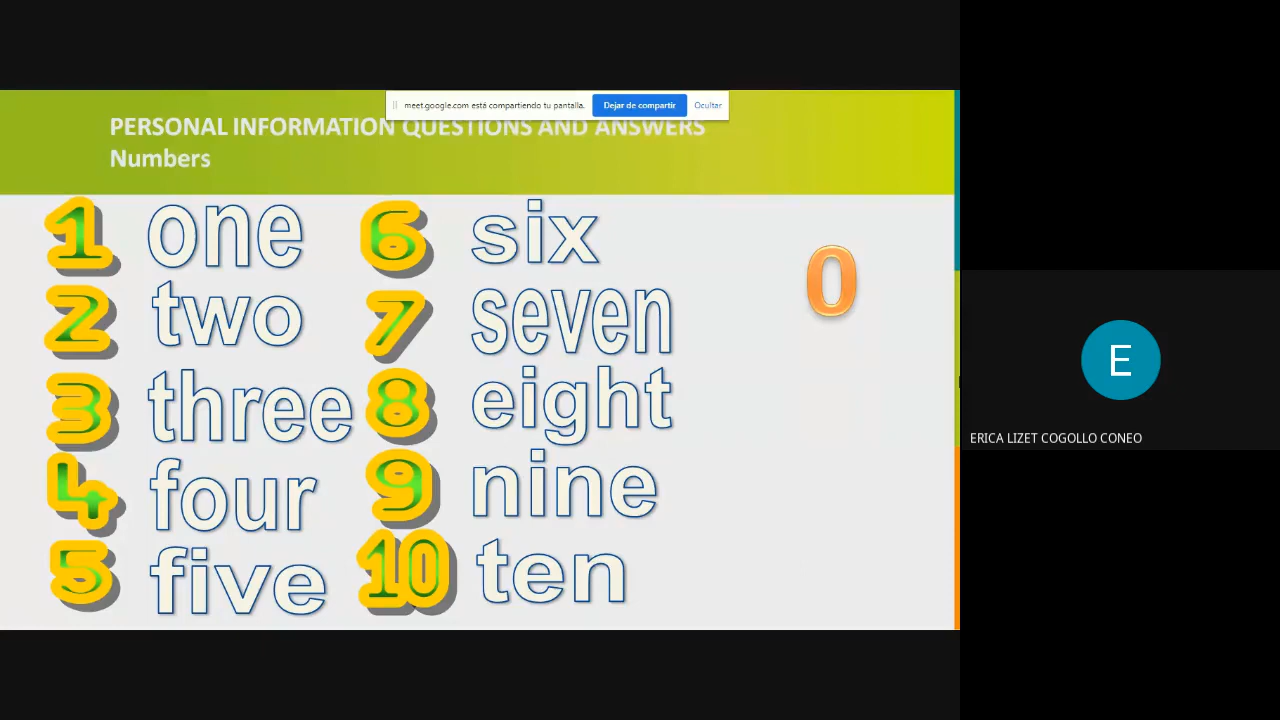 meet.google.com está compartiendo tu pantalla. Dejar de compartir Ocultar
PERSONAL INFORMATION QUESTIONS AND ANSWERS
Numbers
1 one 6 six
0
2 two 7 seven
3 three 8 eight
4 four 9 nine
5 five 10 ten
E
ERICA LIZET COGOLLO CONEO